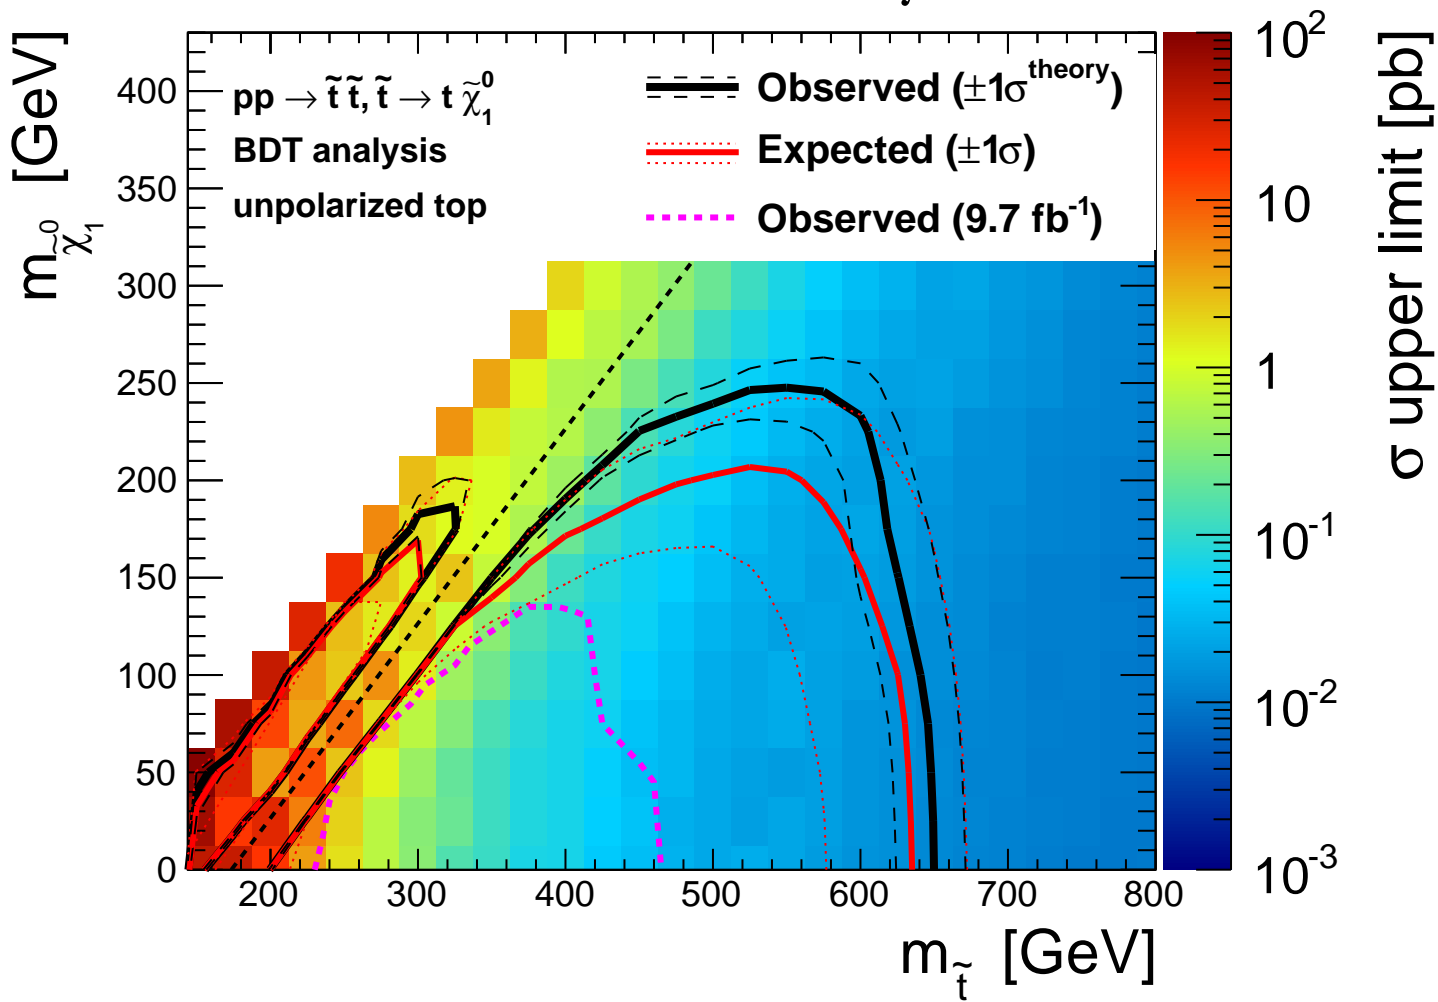 pp → t̃ t̃, t̃ → t χ̃₁⁰
BDT analysis
unpolarized top
Observed (±1σ^theory)
Expected (±1σ)
Observed (9.7 fb⁻¹)
m_χ̃₁⁰ [GeV]
400
350
300
250
200
150
100
50
0
200 300 400 500 600 700 800
m_t̃ [GeV]
10²
10
1
10⁻¹
10⁻²
10⁻³
σ upper limit [pb]